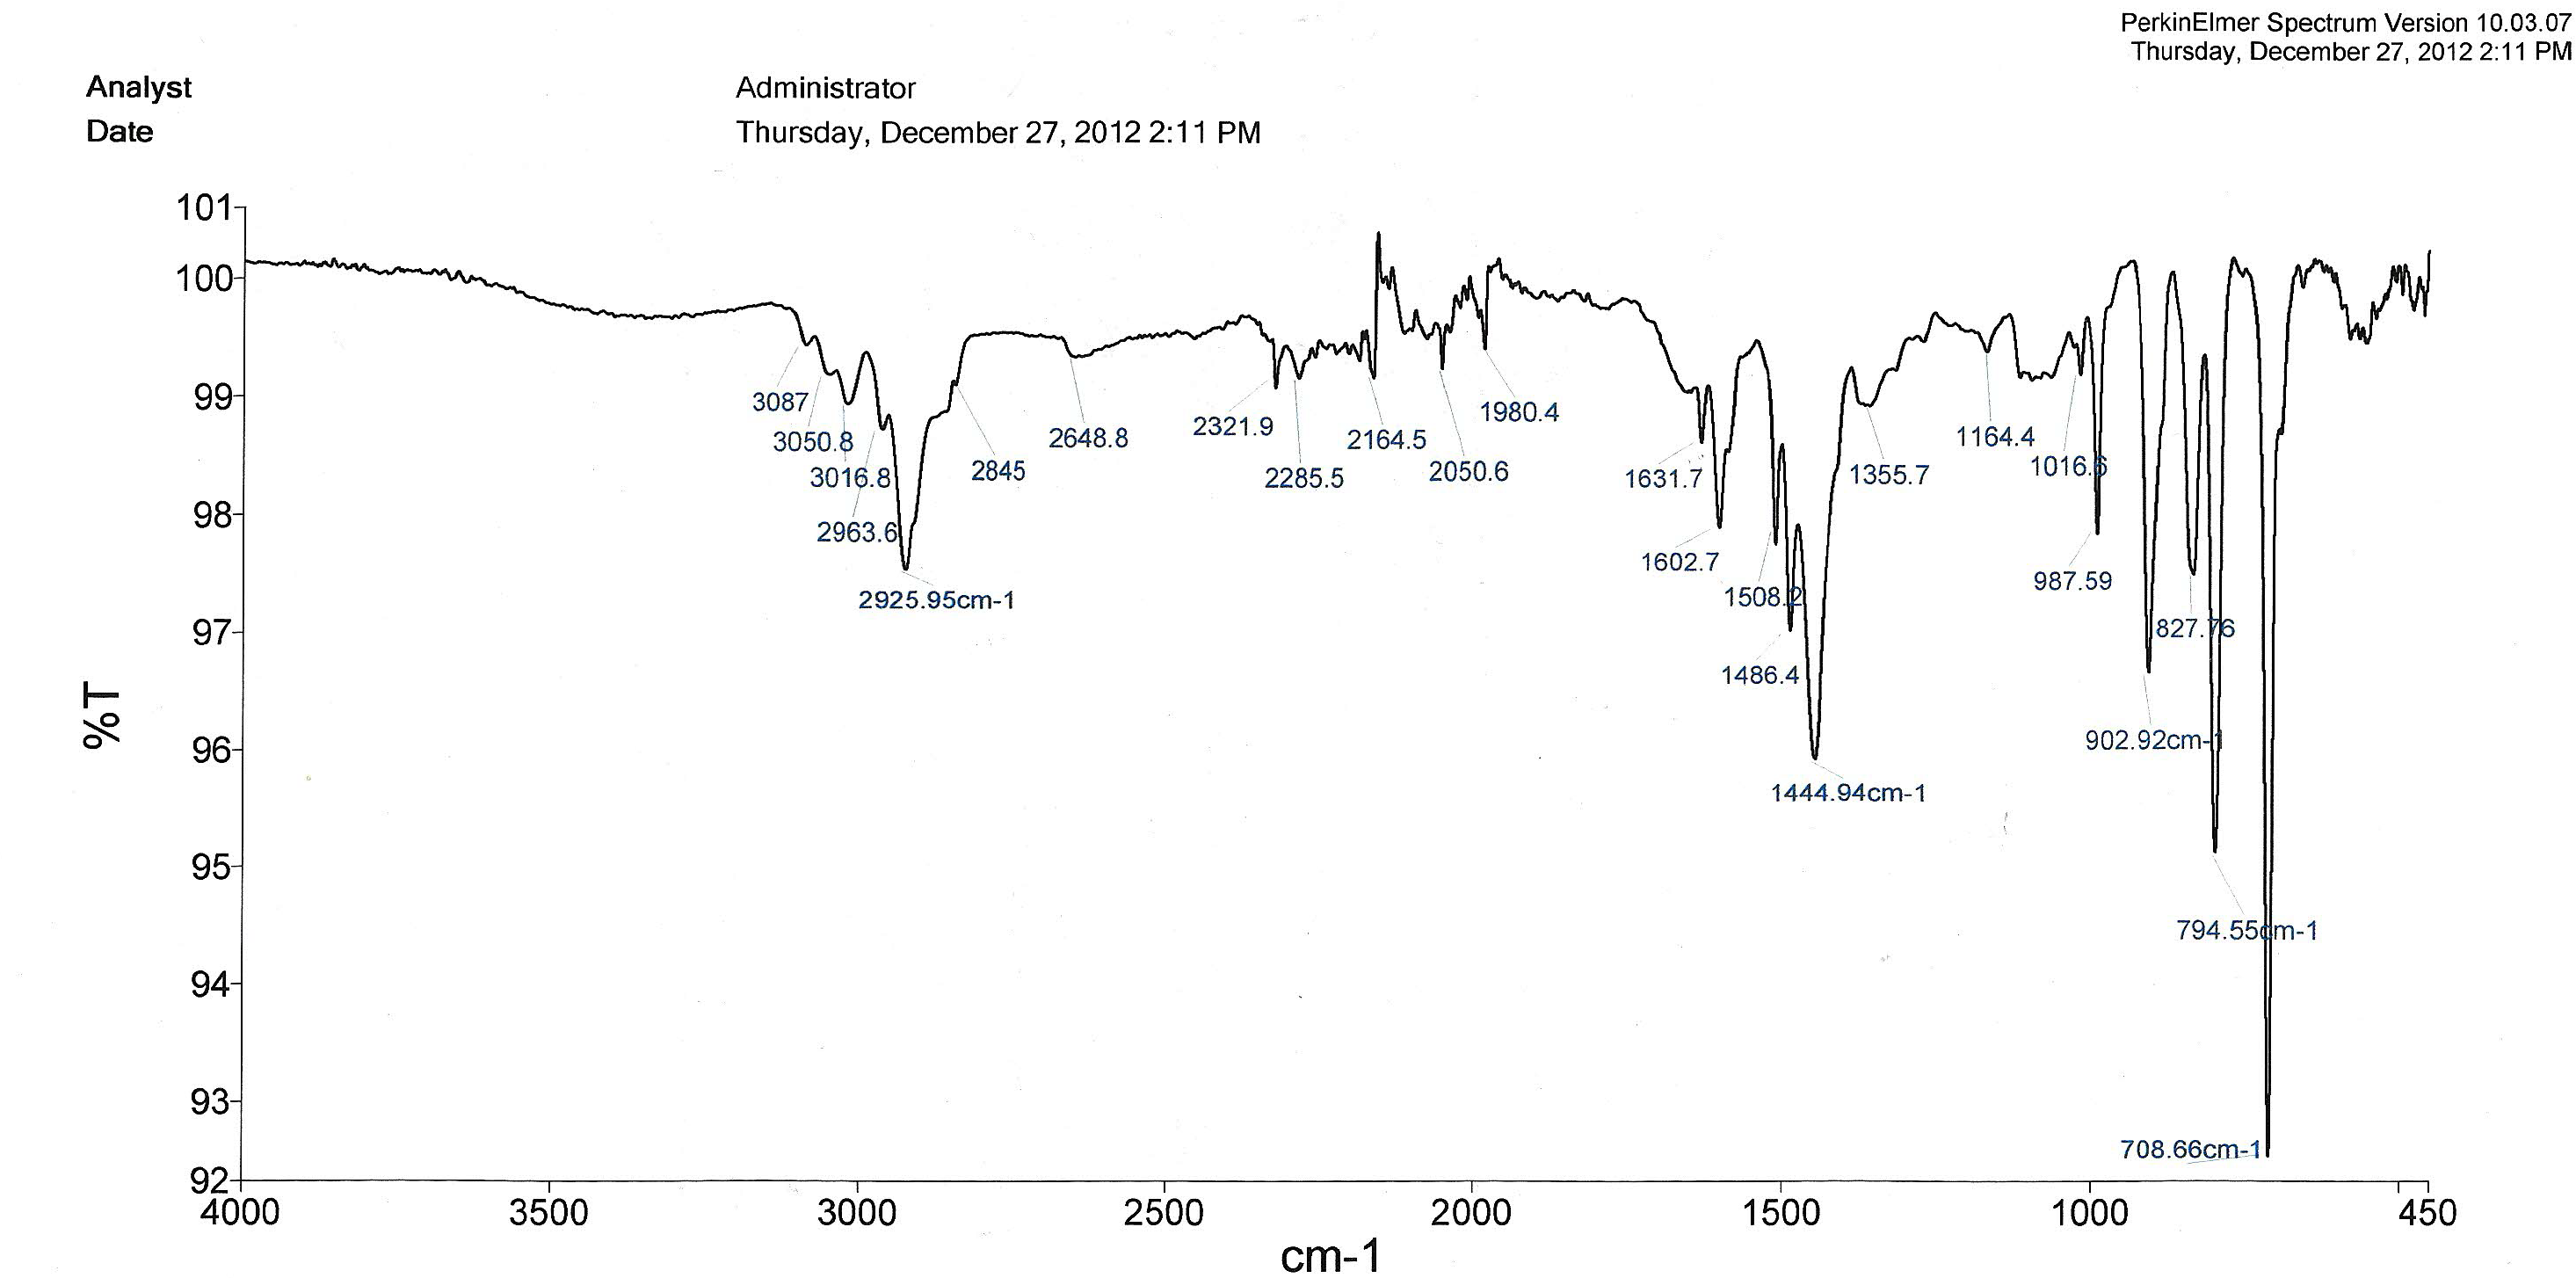 PerkinElmer Spectrum Version 10.03.07
Thursday, December 27, 2012 2:11 PM
Analyst Administrator
Date Thursday, December 27, 2012 2:11 PM
101
100
99
98
97
96
95
94
93
92
%T
3087
3050.8
3016.8
2963.6
2925.95cm-1
2845
2648.8
2321.9
2285.5
2164.5
2050.6
1980.4
1631.7
1602.7
1508.2
1486.4
1444.94cm-1
1355.7
1164.4
1016.6
987.59
902.92cm-1
827.76
794.55cm-1
708.66cm-1
4000 3500 3000 2500 2000 1500 1000 450
cm-1